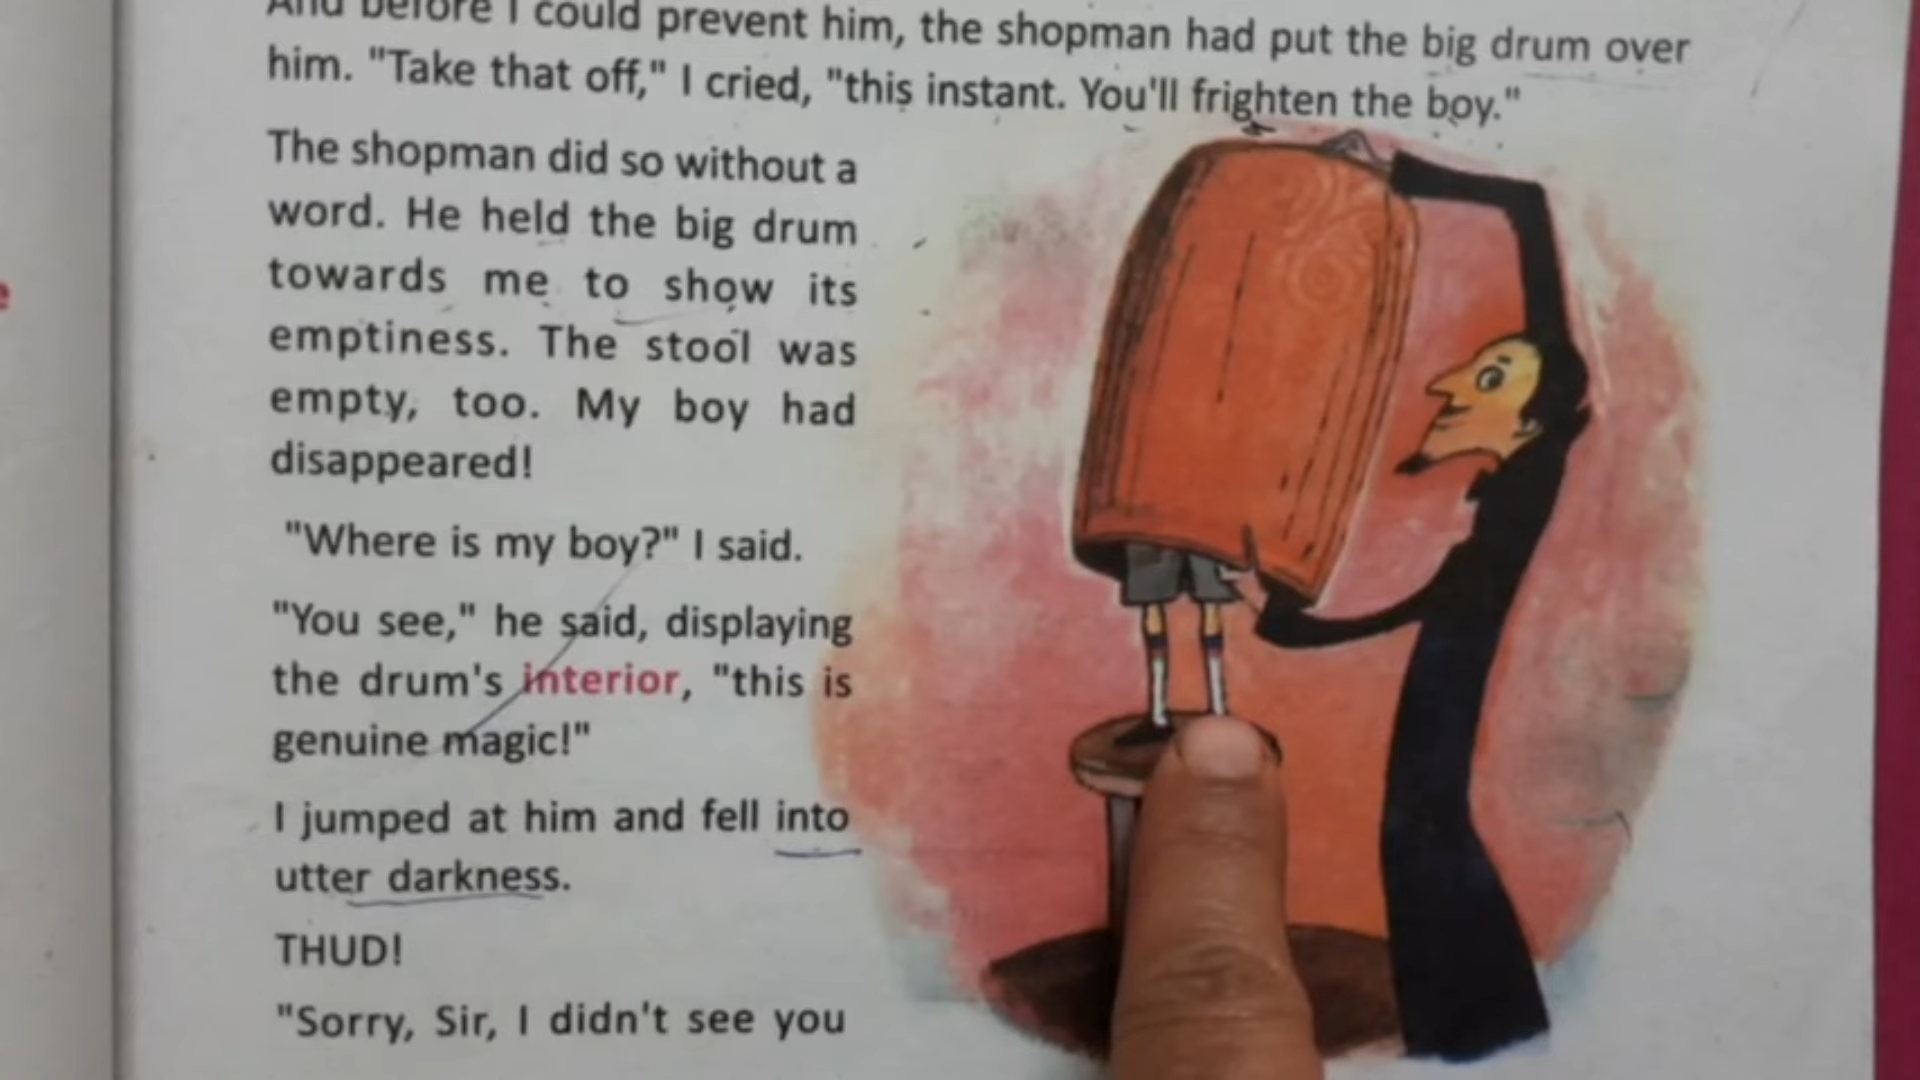 And before I could prevent him, the shopman had put the big drum over
him. "Take that off," I cried, "this instant. You'll frighten the boy."
The shopman did so without a
word. He held the big drum
towards me to show its
emptiness. The stool was
empty, too. My boy had
disappeared!
"Where is my boy?" I said.
"You see," he said, displaying
the drum's interior, "this is
genuine magic!"
I jumped at him and fell into
utter darkness.
THUD!
"Sorry, Sir, I didn't see you